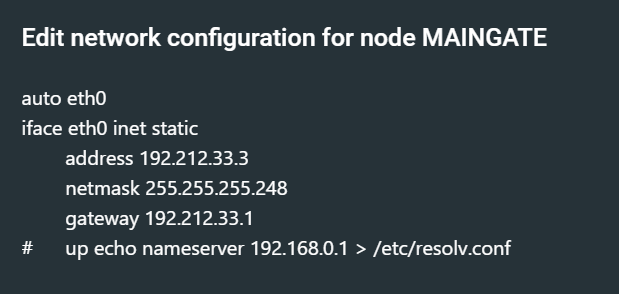 Edit network configuration for node MAINGATE
auto eth0
iface eth0 inet static
address 192.212.33.3
netmask 255.255.255.248
gateway 192.212.33.1
# up echo nameserver 192.168.0.1 > /etc/resolv.conf